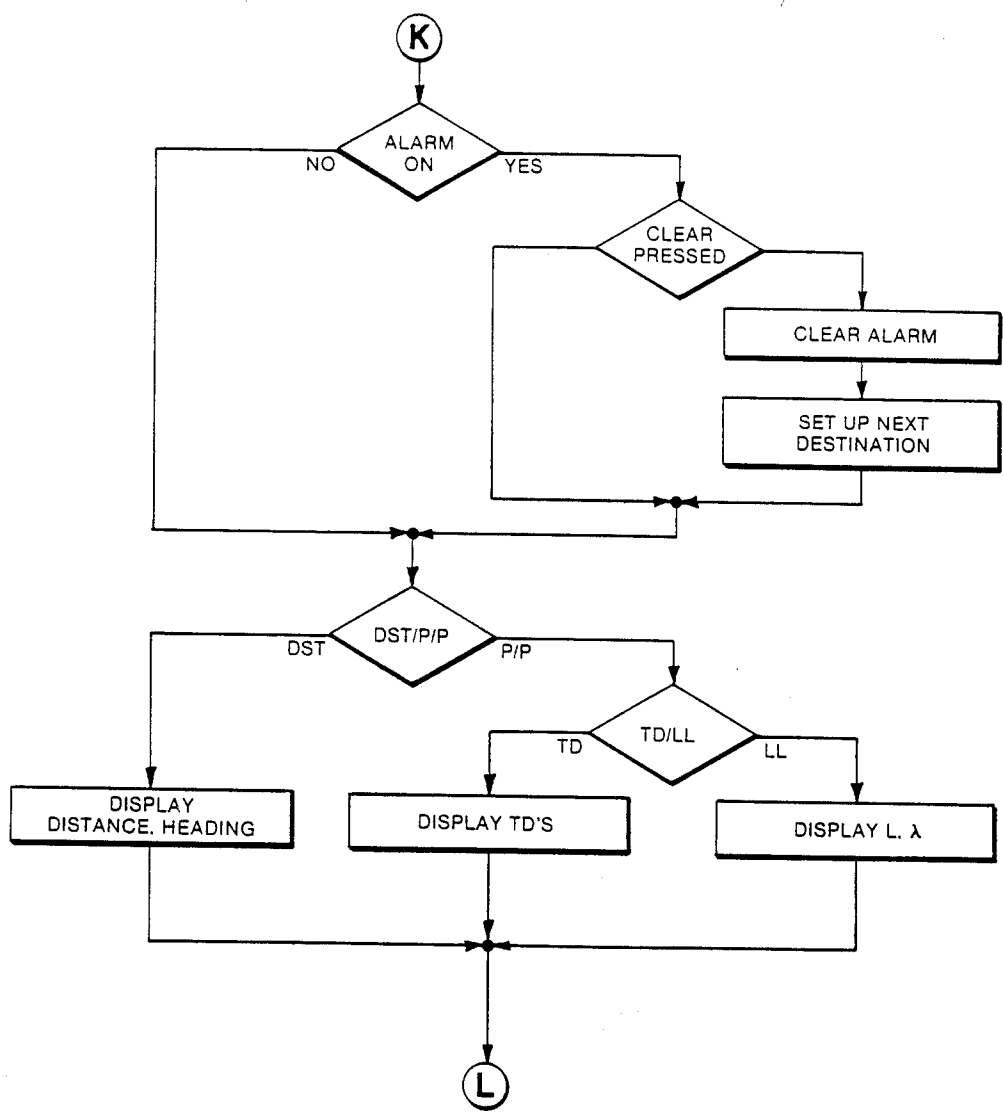 K
ALARM
ON
NO
YES
CLEAR
PRESSED
CLEAR ALARM
SET UP NEXT
DESTINATION
DST/P/P
DST
P/P
TD/LL
TD
LL
DISPLAY
DISTANCE, HEADING
DISPLAY TD'S
DISPLAY L, λ
L